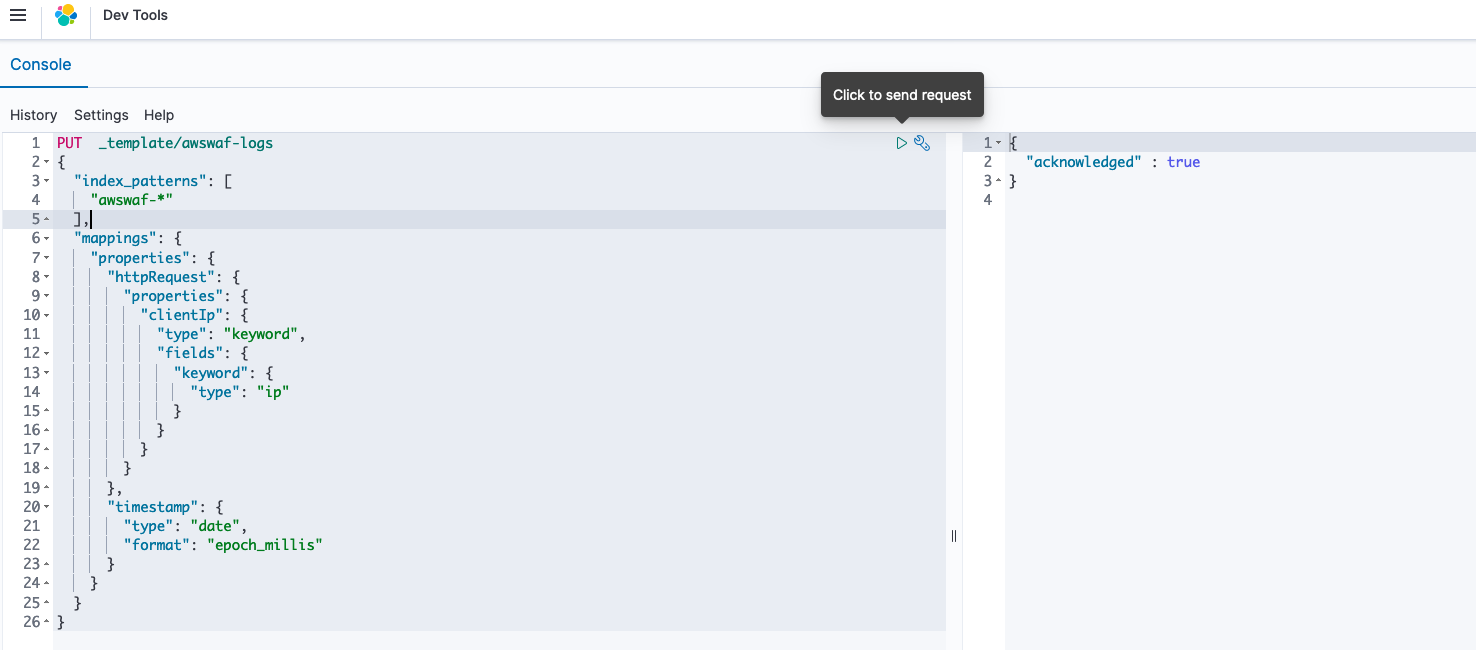 Dev Tools
Console
Click to send request
History Settings Help
1 PUT _template/awswaf-logs
2 {
3 "index_patterns": [
4 "awswaf-*"
5 ],
6 "mappings": {
7 "properties": {
8 "httpRequest": {
9 "properties": {
10 "clientIp": {
11 "type": "keyword",
12 "fields": {
13 "keyword": {
14 "type": "ip"
15 }
16 }
17 }
18 }
19 },
20 "timestamp": {
21 "type": "date",
22 "format": "epoch_millis"
23 }
24 }
25 }
26 }
1 {
2 "acknowledged" : true
3 }
4